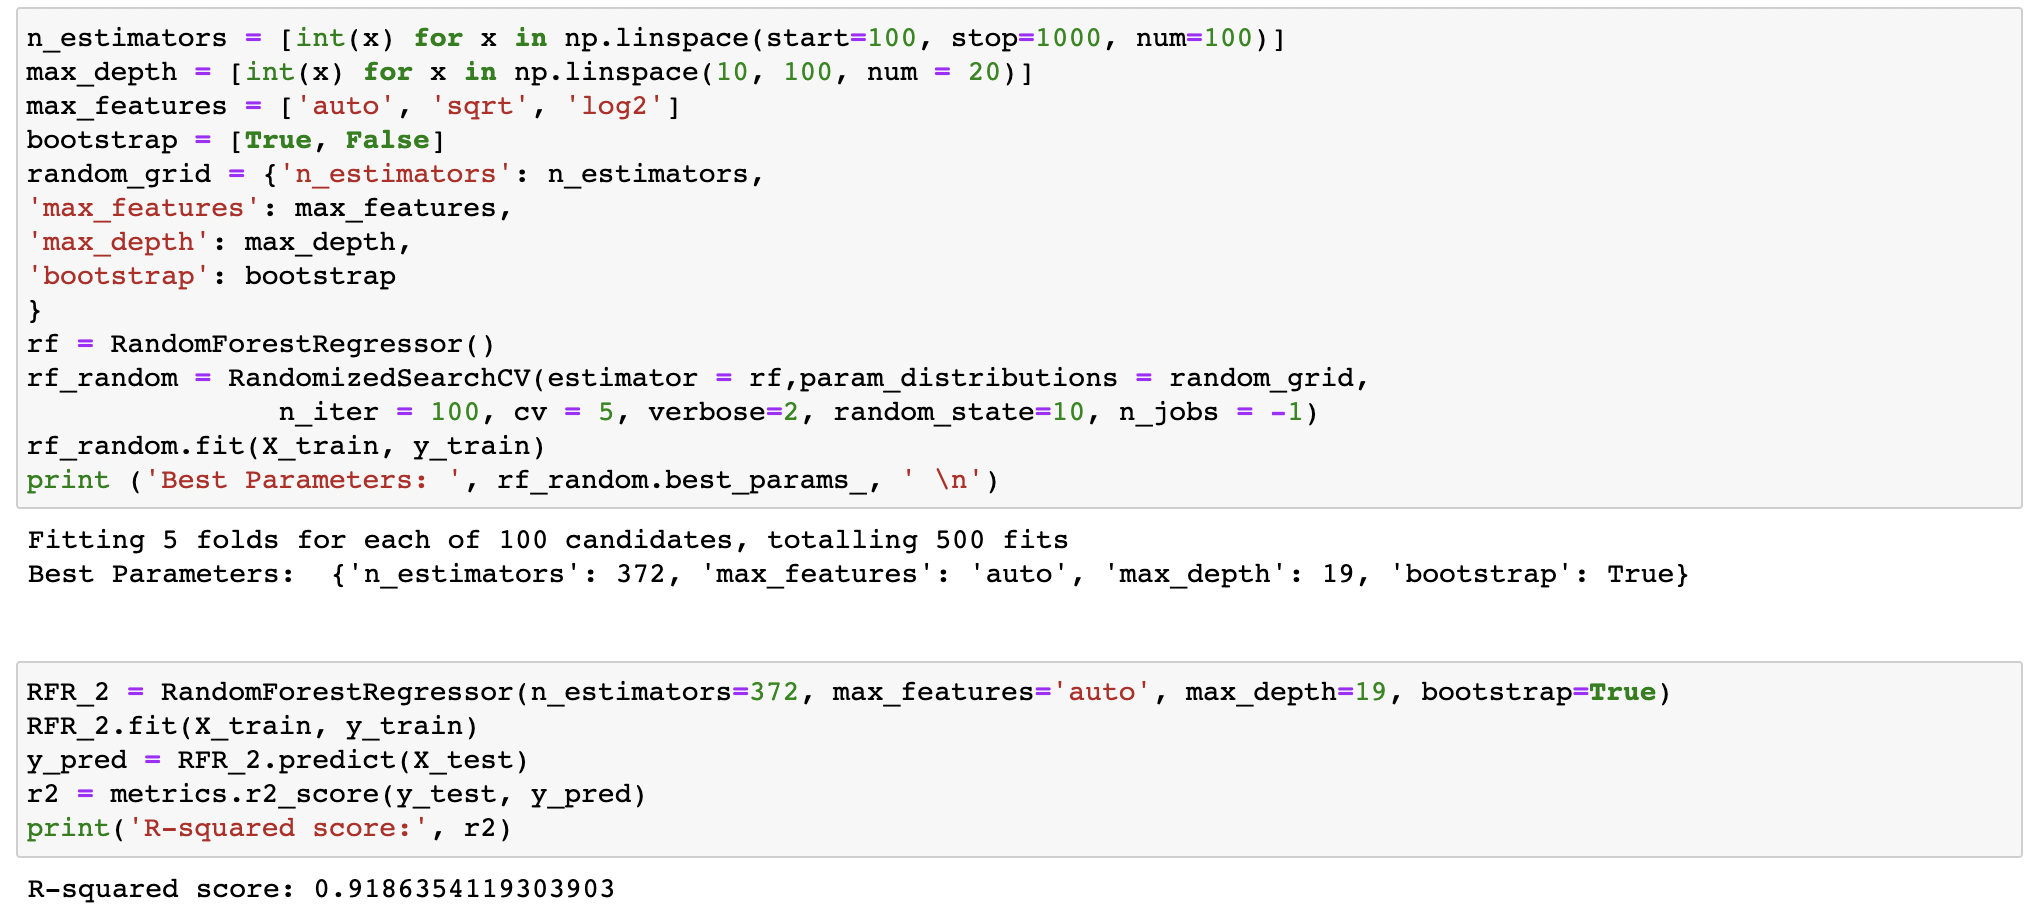 n_estimators = [int(x) for x in np.linspace(start=100, stop=1000, num=100)]
max_depth = [int(x) for x in np.linspace(10, 100, num = 20)]
max_features = ['auto', 'sqrt', 'log2']
bootstrap = [True, False]
random_grid = {'n_estimators': n_estimators,
'max_features': max_features,
'max_depth': max_depth,
'bootstrap': bootstrap
}
rf = RandomForestRegressor()
rf_random = RandomizedSearchCV(estimator = rf,param_distributions = random_grid,
               n_iter = 100, cv = 5, verbose=2, random_state=10, n_jobs = -1)
rf_random.fit(X_train, y_train)
print ('Best Parameters: ', rf_random.best_params_, ' \n')
Fitting 5 folds for each of 100 candidates, totalling 500 fits
Best Parameters:  {'n_estimators': 372, 'max_features': 'auto', 'max_depth': 19, 'bootstrap': True}
RFR_2 = RandomForestRegressor(n_estimators=372, max_features='auto', max_depth=19, bootstrap=True)
RFR_2.fit(X_train, y_train)
y_pred = RFR_2.predict(X_test)
r2 = metrics.r2_score(y_test, y_pred)
print('R-squared score:', r2)
R-squared score: 0.9186354119303903